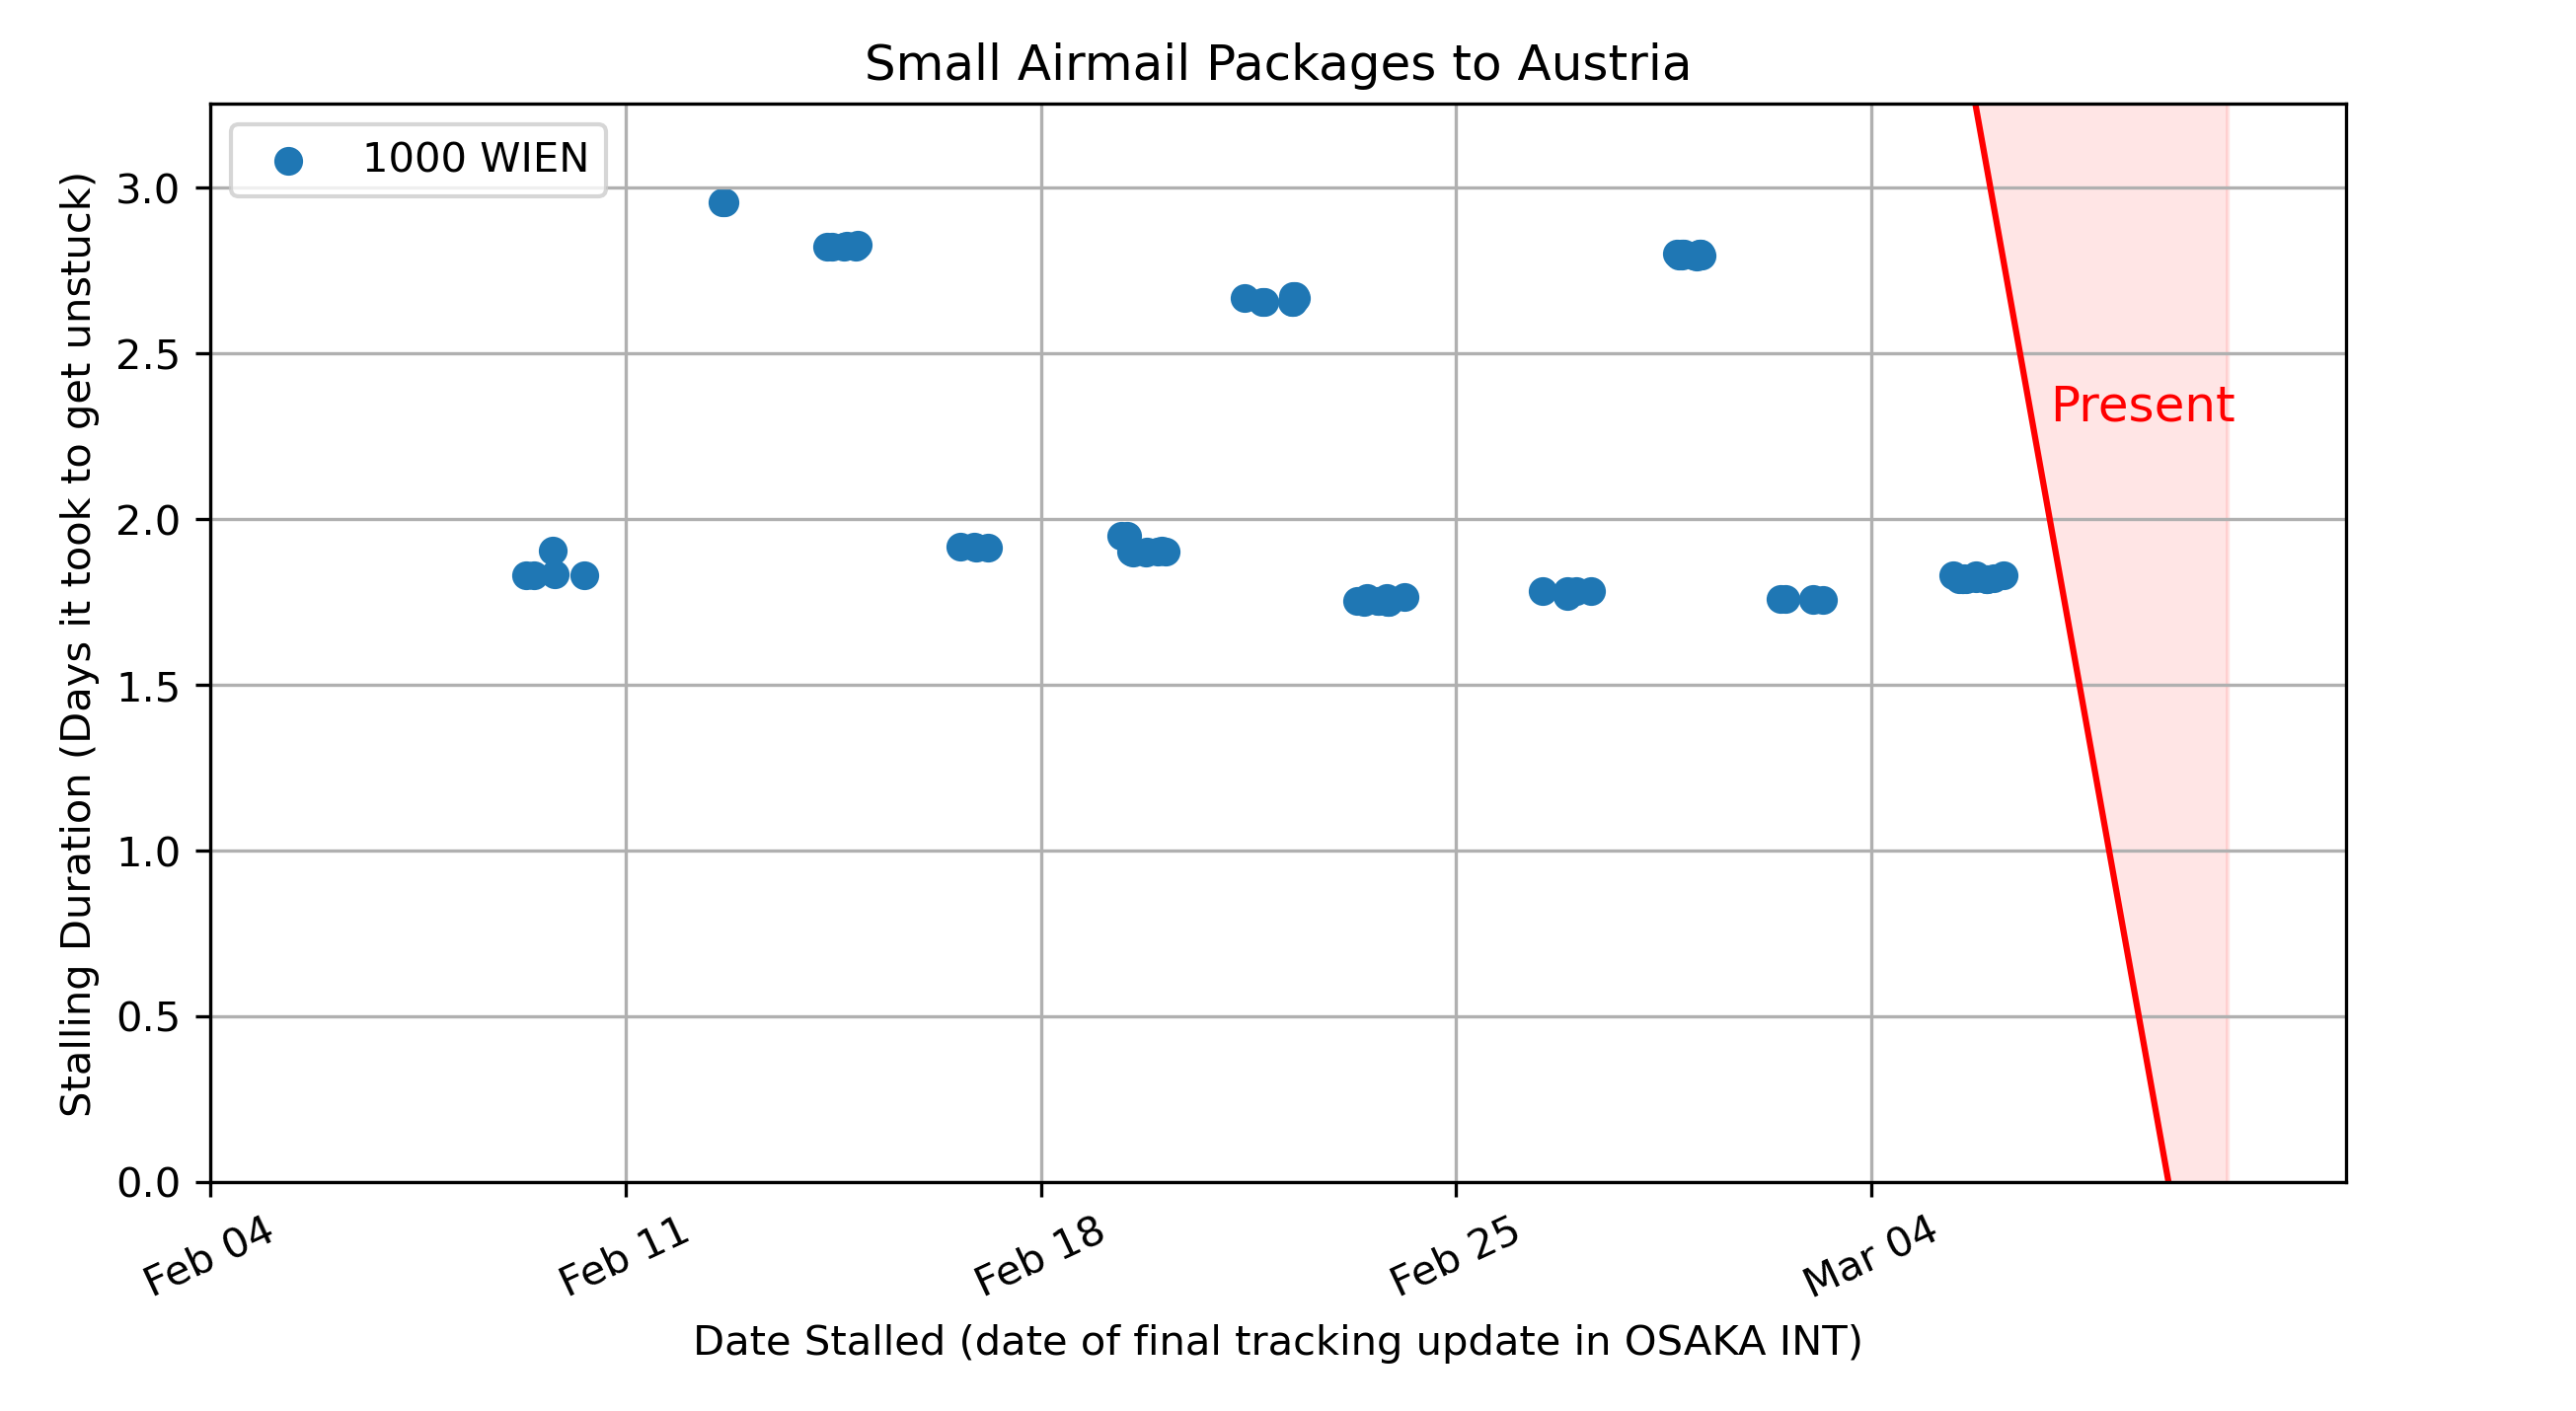 Small Airmail Packages to Austria
1000 WIEN
Present
Stalling Duration (Days it took to get unstuck)
3.0
2.5
2.0
1.5
1.0
0.5
0.0
Feb 04
Feb 11
Feb 18
Feb 25
Mar 04
Date Stalled (date of final tracking update in OSAKA INT)